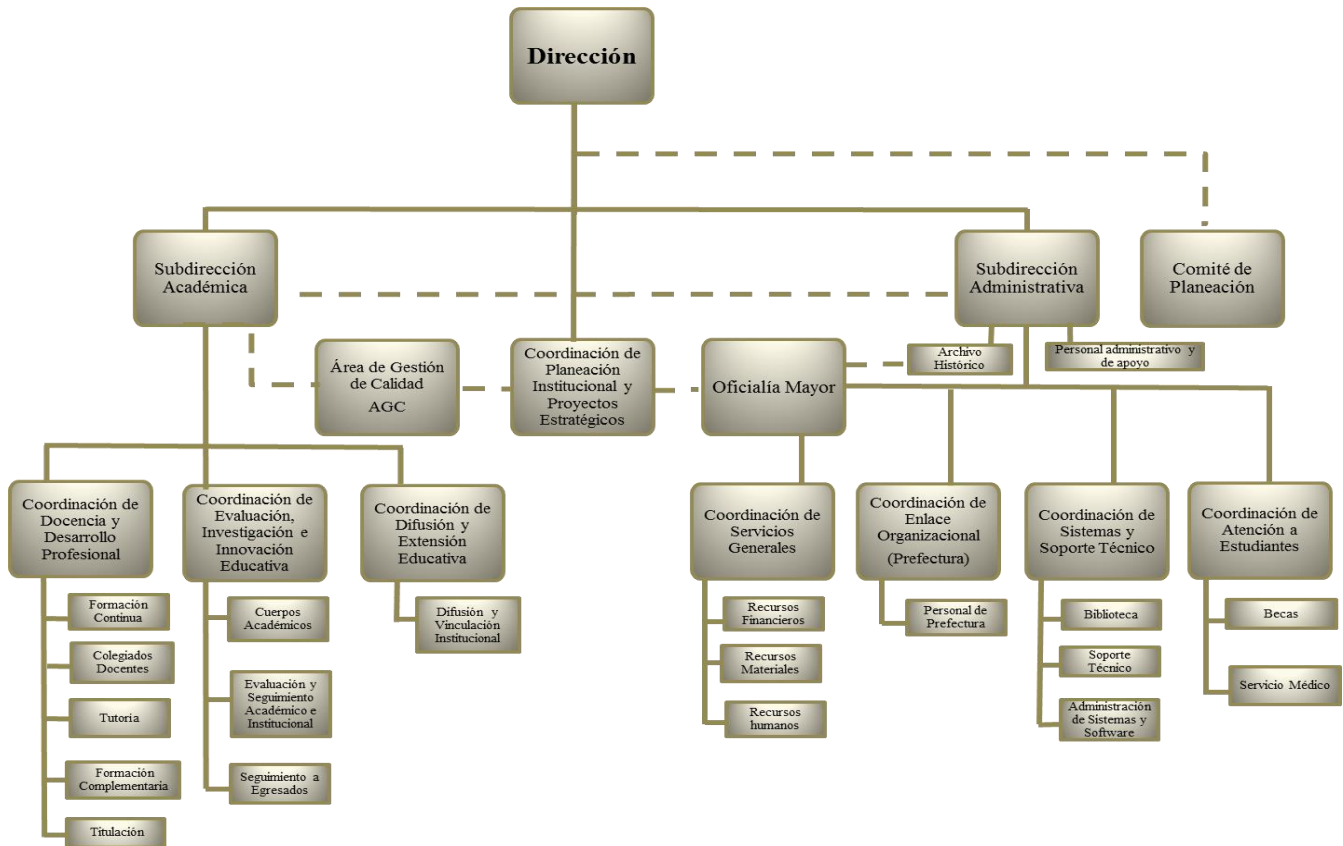 Dirección
Subdirección
Académica
Subdirección
Administrativa
Comité de
Planeación
Área de Gestión
de Calidad
AGC
Coordinación de
Planeación
Institucional y
Proyectos
Estratégicos
Oficialía Mayor
Archivo
Histórico
Personal administrativo y
de apoyo
Coordinación de
Docencia y
Desarrollo
Profesional
Coordinación de
Evaluación,
Investigación e
Innovación
Educativa
Coordinación de
Difusión y
Extensión
Educativa
Coordinación de
Servicios
Generales
Coordinación de
Enlace
Organizacional
(Prefectura)
Coordinación de
Sistemas y
Soporte Técnico
Coordinación de
Atención a
Estudiantes
Formación
Continua
Colegiados
Docentes
Tutoría
Formación
Complementaria
Titulación
Cuerpos
Académicos
Evaluación y
Seguimiento
Académico e
Institucional
Seguimiento a
Egresados
Difusión y
Vinculación
Institucional
Recursos
Financieros
Recursos
Materiales
Recursos
humanos
Personal de
Prefectura
Biblioteca
Soporte
Técnico
Administración
de Sistemas y
Software
Becas
Servicio Médico